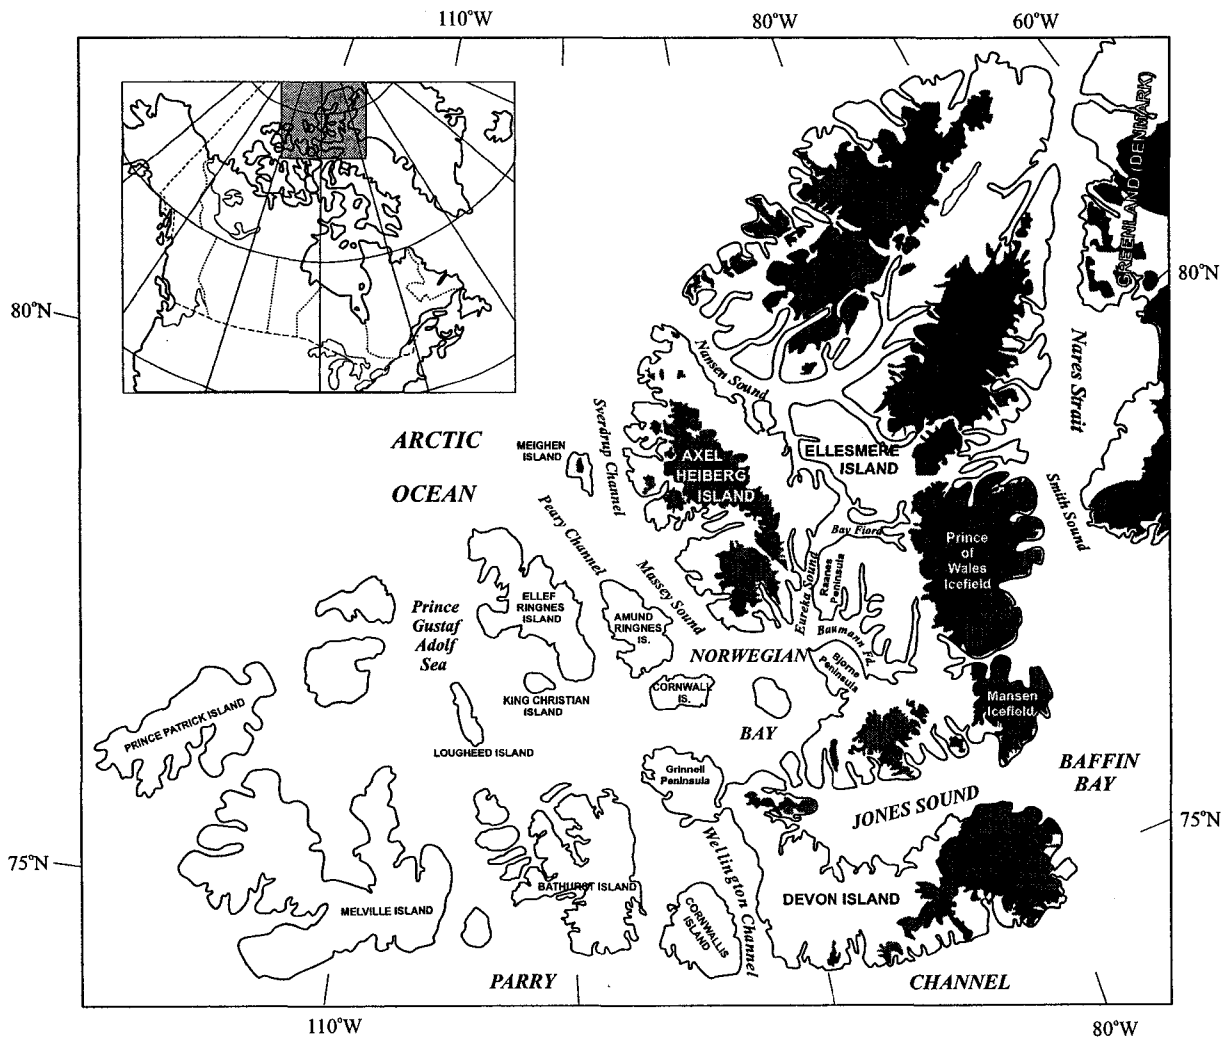 110°W
80°W
60°W
GREENLAND (DENMARK)
80°N
80°N
Nares Strait
Nansen Sound
Sverdrup Channel
ARCTIC
OCEAN
MEIGHEN
ISLAND
AXEL
HEIBERG
ISLAND
ELLESMERE
ISLAND
Smith Sound
Peary Channel
Massey Sound
Bay Fiord
Prince
of
Wales
Icefield
Eureka Sound
Raanes
Peninsula
Prince
Gustaf
Adolf
Sea
ELLEF
RINGNES
ISLAND
AMUND
RINGNES
IS.
Baumann Fd.
Bjorne
Peninsula
NORWEGIAN
BAY
PRINCE PATRICK ISLAND
KING CHRISTIAN
ISLAND
CORNWALL
IS.
Mansen
Icefield
LOUGHEED ISLAND
Grinnell
Peninsula
BAFFIN
BAY
JONES SOUND
75°N
75°N
Wellington Channel
BATHURST ISLAND
MELVILLE ISLAND
CORNWALLIS
ISLAND
DEVON ISLAND
PARRY
CHANNEL
110°W
80°W